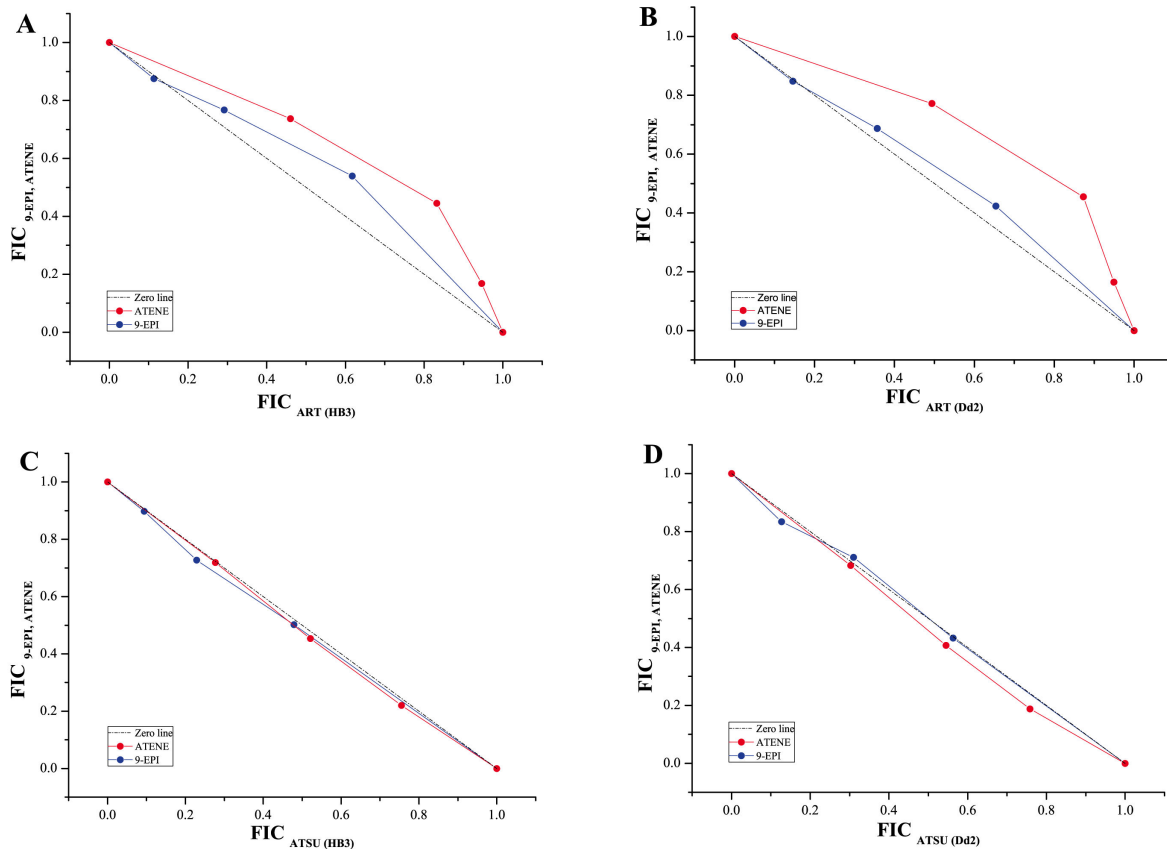 A
1.0
0.8
0.6
0.4
0.2
0.0
FIC 9-EPI, ATENE
Zero line
ATENE
9-EPI
0.0 0.2 0.4 0.6 0.8 1.0
FIC ART (HB3)
B
1.0
0.8
0.6
0.4
0.2
0.0
FIC 9-EPI, ATENE
Zero line
ATENE
9-EPI
0.0 0.2 0.4 0.6 0.8 1.0
FIC ART (Dd2)
C
1.0
0.8
0.6
0.4
0.2
0.0
FIC 9-EPI, ATENE
Zero line
ATENE
9-EPI
0.0 0.2 0.4 0.6 0.8 1.0
FIC ATSU (HB3)
D
1.0
0.8
0.6
0.4
0.2
0.0
FIC 9-EPI, ATENE
Zero line
ATENE
9-EPI
0.0 0.2 0.4 0.6 0.8 1.0
FIC ATSU (Dd2)